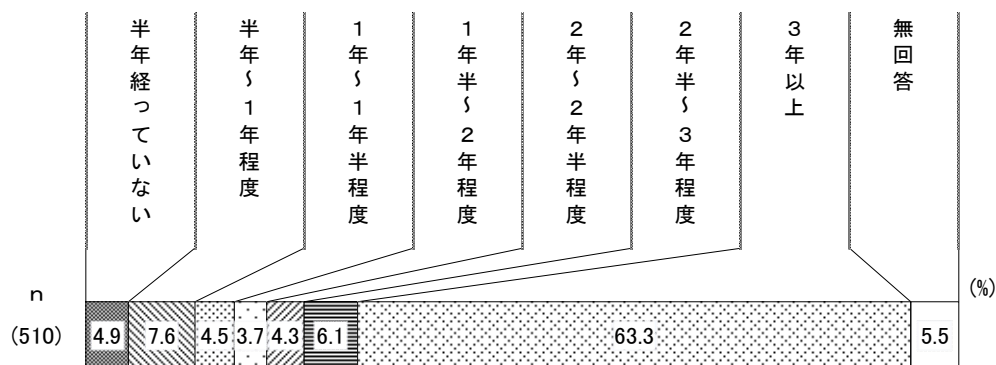 半年経っていない
半年～1年程度
1年～1年半程度
1年半～2年程度
2年～2年半程度
2年半～3年程度
3年以上
無回答
n
(%)
(510)
4.9
7.6
4.5
3.7
4.3
6.1
63.3
5.5